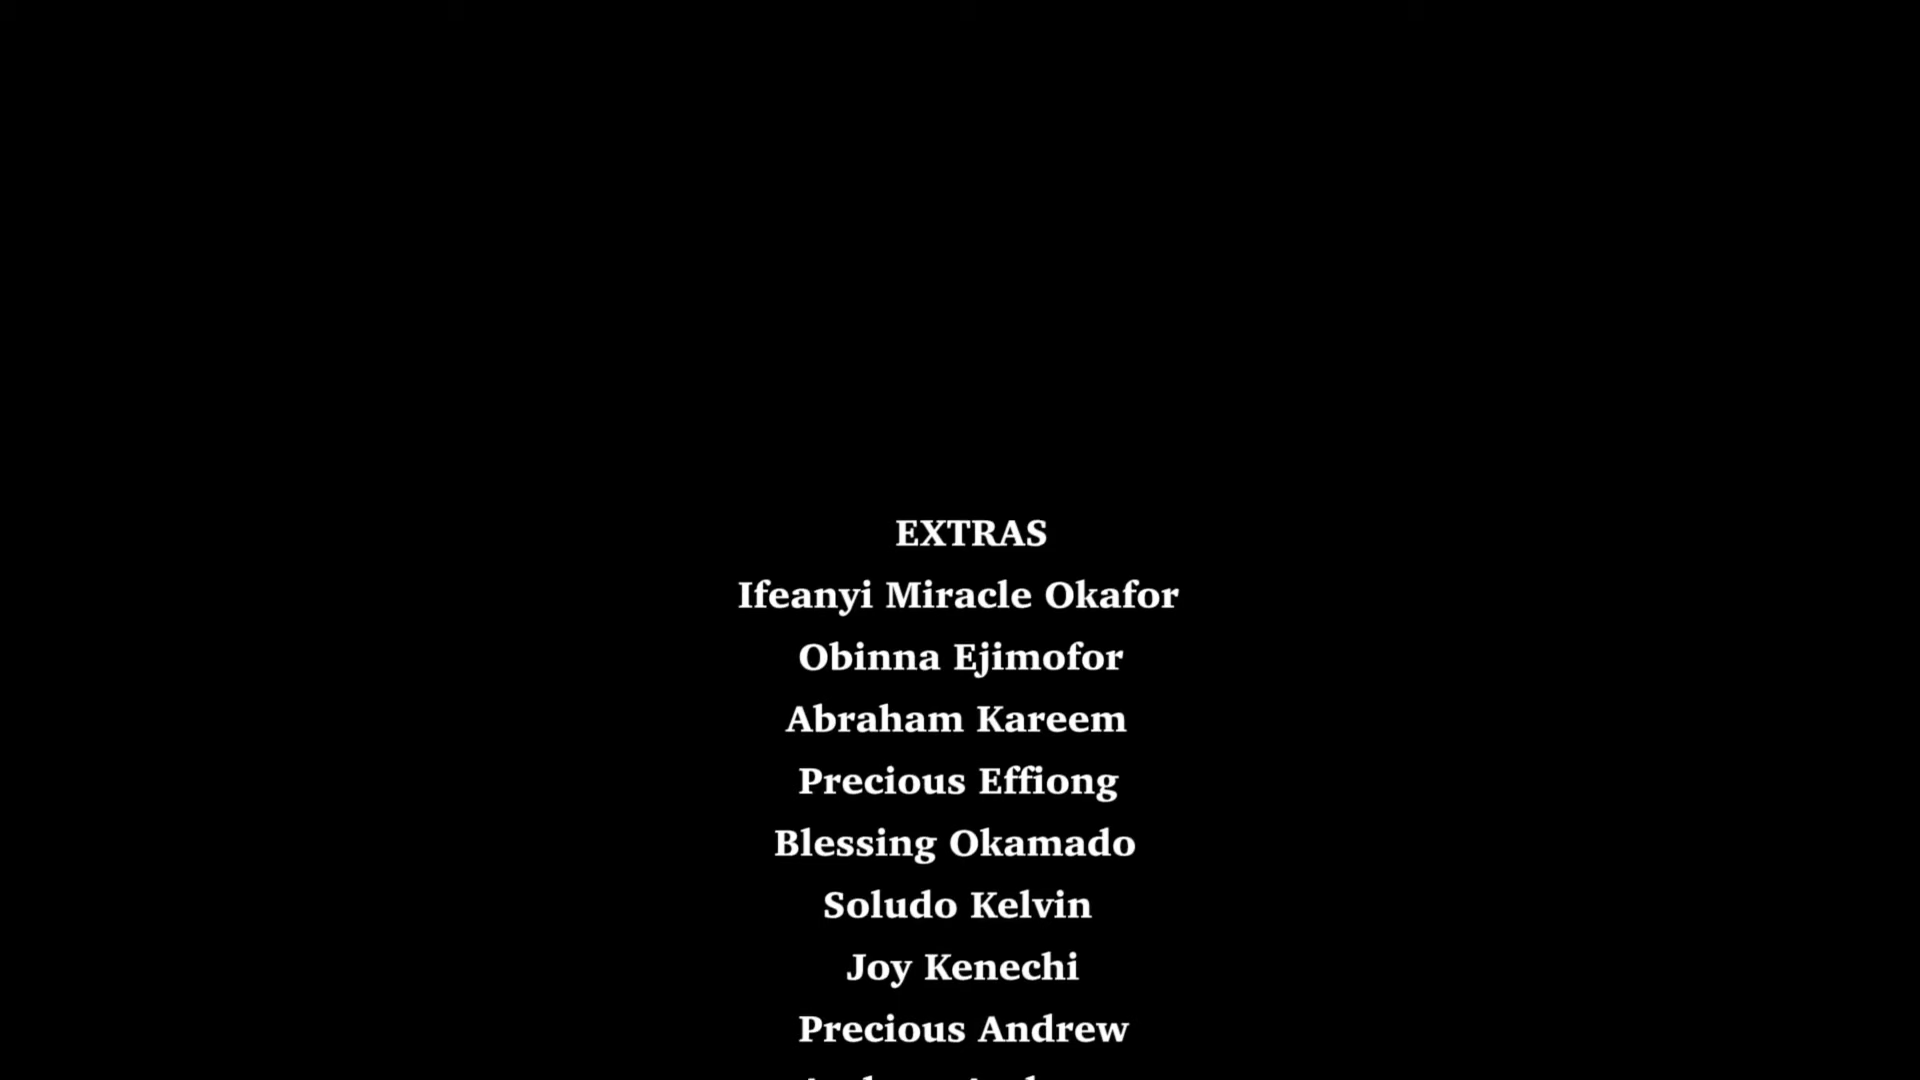 EXTRAS
Ifeanyi Miracle Okafor
Obinna Ejimofor
Abraham Kareem
Precious Effiong
Blessing Okamado
Soludo Kelvin
Joy Kenechi
Precious Andrew